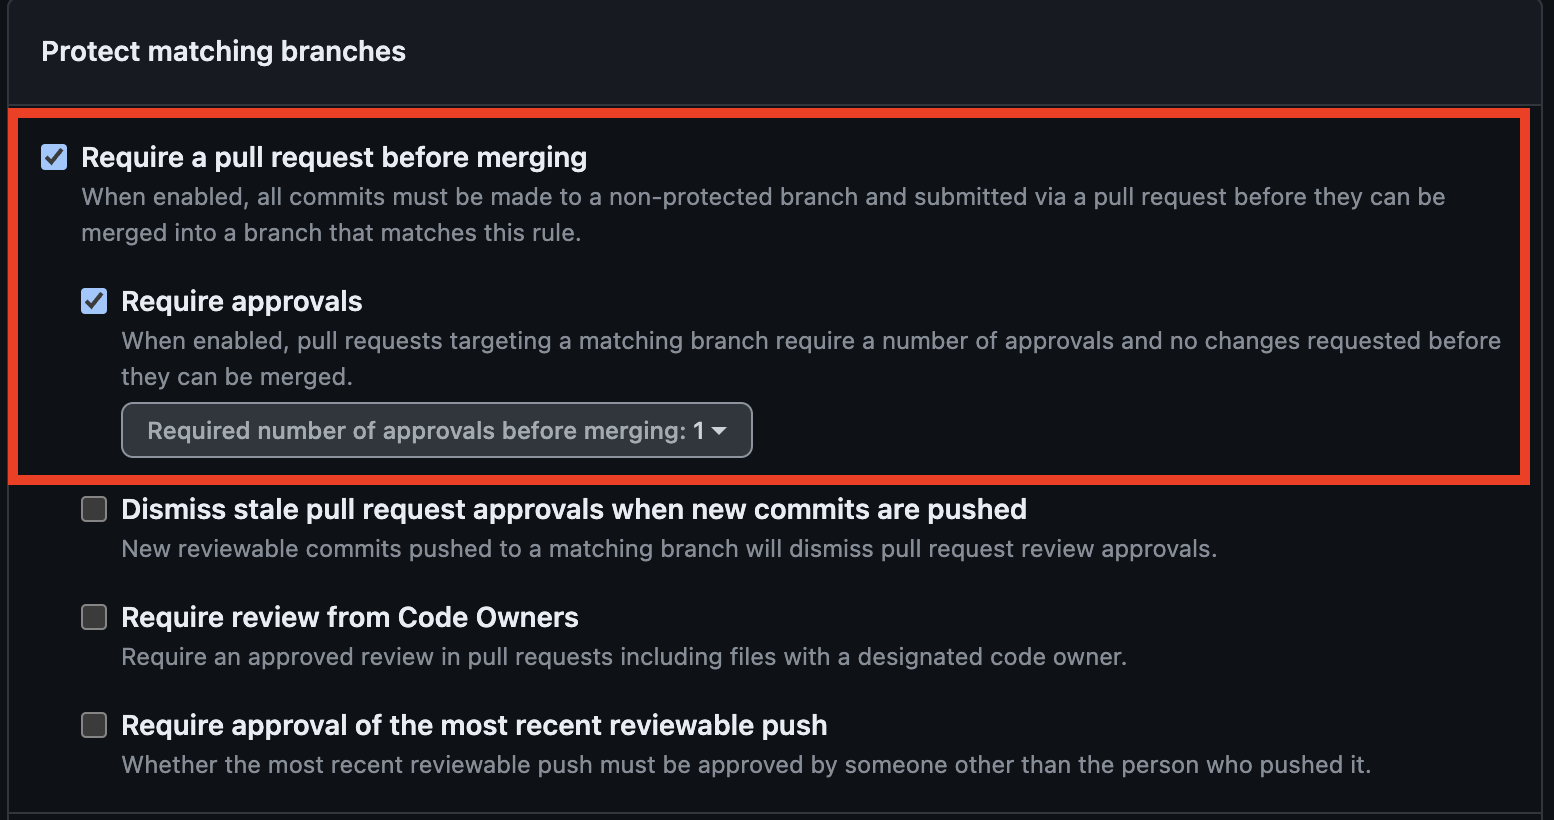 Protect matching branches
Require a pull request before merging
When enabled, all commits must be made to a non-protected branch and submitted via a pull request before they can be
merged into a branch that matches this rule.
Require approvals
When enabled, pull requests targeting a matching branch require a number of approvals and no changes requested before
they can be merged.
Required number of approvals before merging: 1
Dismiss stale pull request approvals when new commits are pushed
New reviewable commits pushed to a matching branch will dismiss pull request review approvals.
Require review from Code Owners
Require an approved review in pull requests including files with a designated code owner.
Require approval of the most recent reviewable push
Whether the most recent reviewable push must be approved by someone other than the person who pushed it.